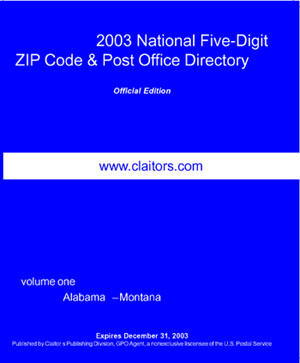 2003 National Five-Digit
ZIP Code & Post Office Directory
Official Edition
www.claitors.com
volume one
Alabama –Montana
Expires December 31, 2003
Published by Claitor s Publishing Division, GPO Agent, a nonexclusive licensee of the U.S. Postal Service